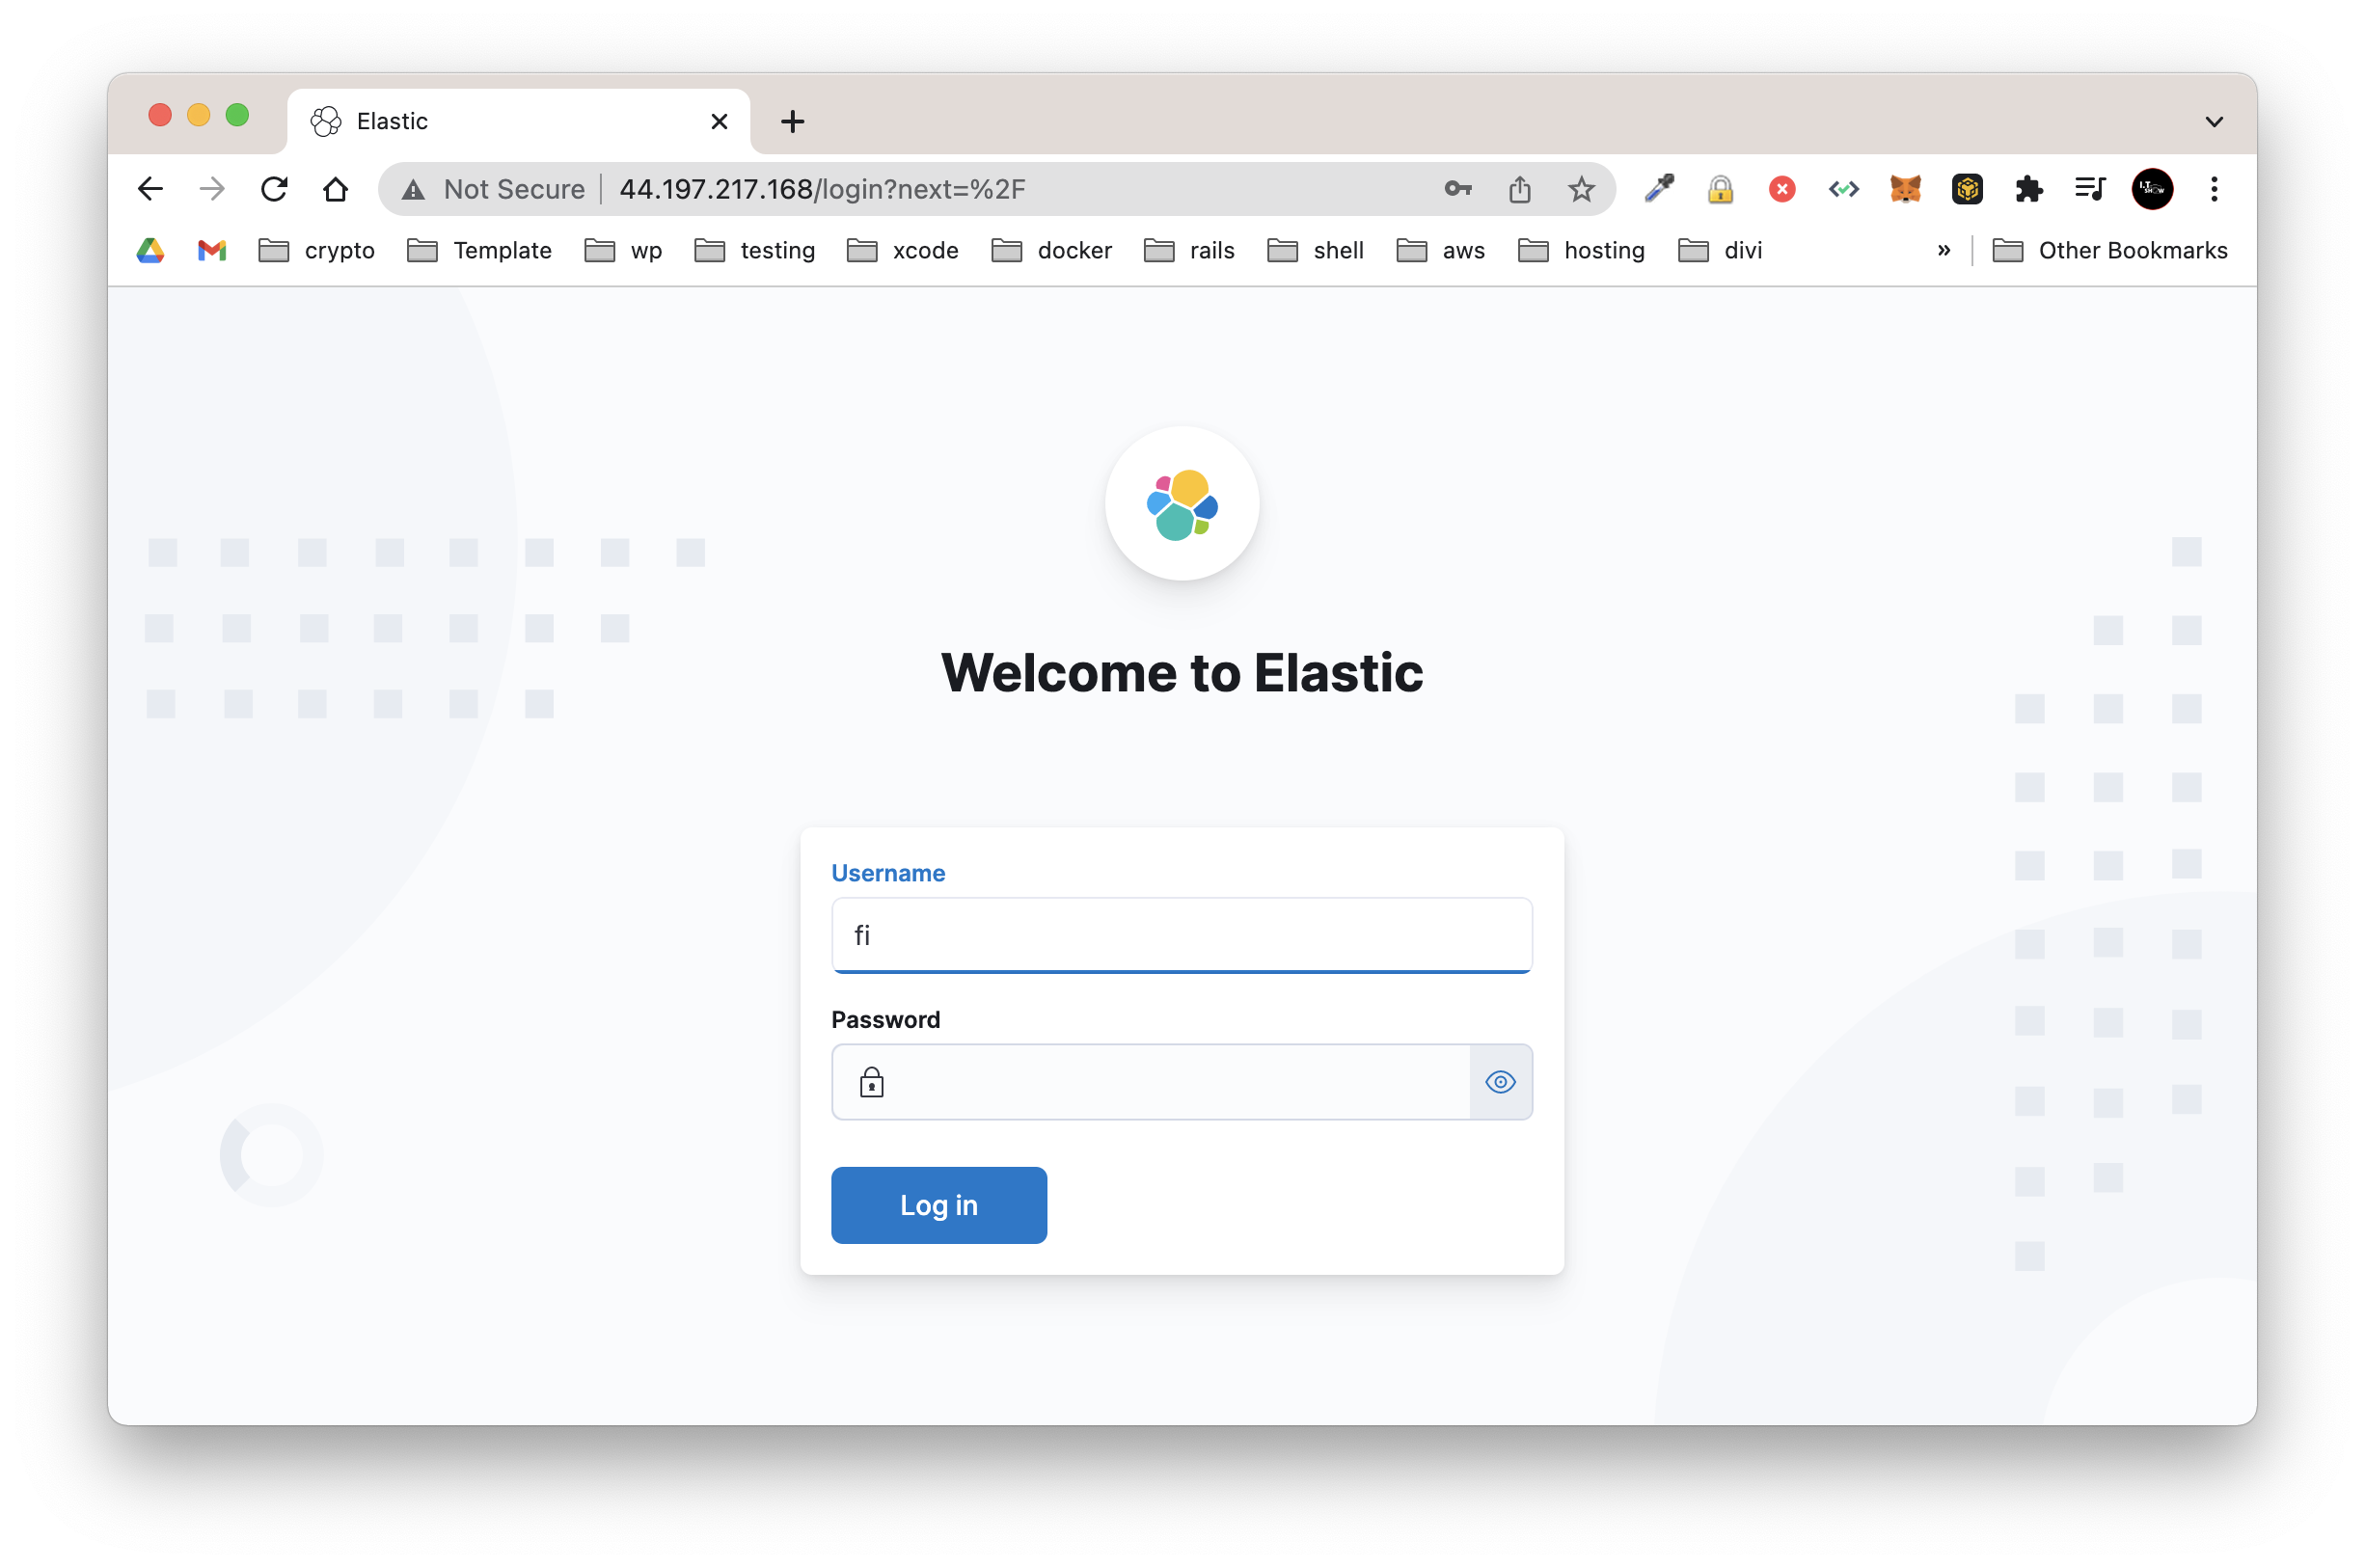 Elastic
Not Secure 44.197.217.168/login?next=%2F
crypto Template wp testing xcode docker rails shell aws hosting divi » Other Bookmarks
Welcome to Elastic
Username
fi
Password
Log in